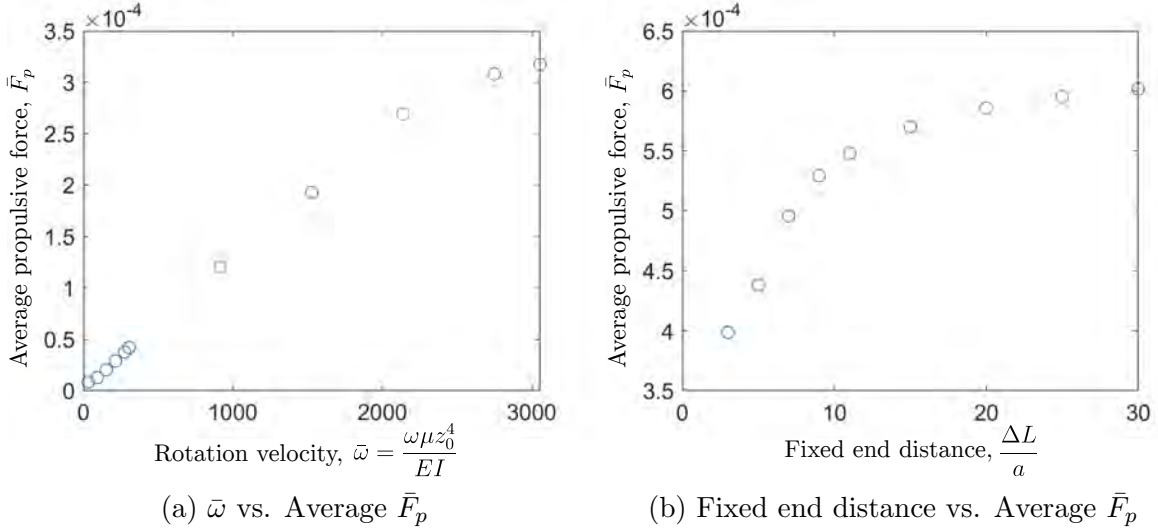 ×10⁻⁴
3.5
3
2.5
2
1.5
1
0.5
0
0 1000 2000 3000
Average propulsive force, F̄_p
Rotation velocity, ω̄ = ωμz₀⁴ / EI
(a) ω̄ vs. Average F̄_p
×10⁻⁴
6.5
6
5.5
5
4.5
4
3.5
0 10 20 30
Average propulsive force, F̄_p
Fixed end distance, ΔL / a
(b) Fixed end distance vs. Average F̄_p